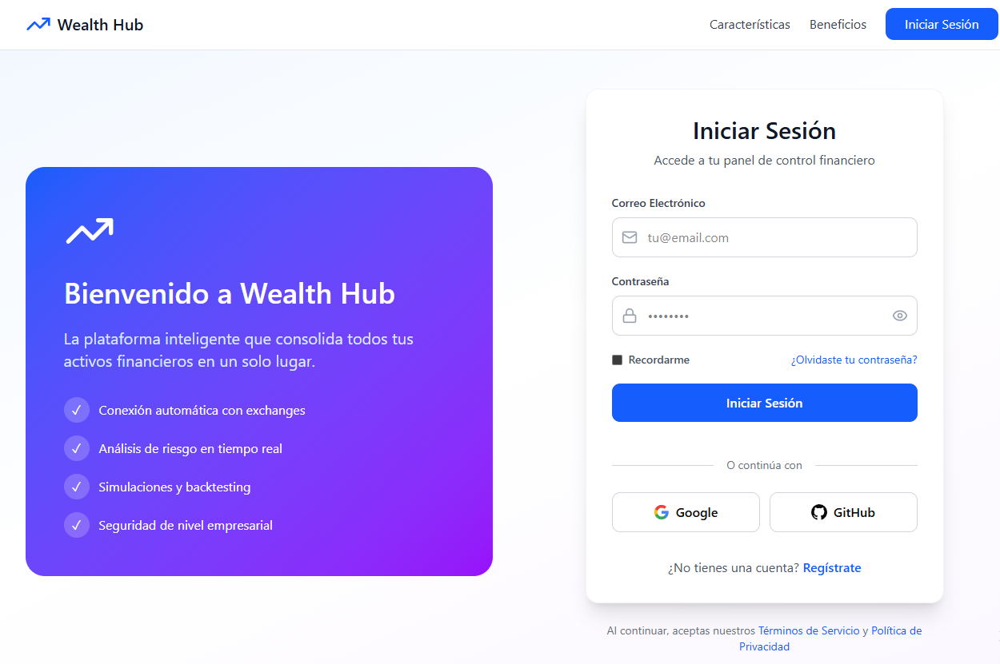 Wealth Hub
Características
Beneficios
Iniciar Sesión
Bienvenido a Wealth Hub
La plataforma inteligente que consolida todos tus
activos financieros en un solo lugar.
✓ Conexión automática con exchanges
✓ Análisis de riesgo en tiempo real
✓ Simulaciones y backtesting
✓ Seguridad de nivel empresarial
Iniciar Sesión
Accede a tu panel de control financiero
Correo Electrónico
tu@email.com
Contraseña
••••••••
Recordarme
¿Olvidaste tu contraseña?
Iniciar Sesión
O continúa con
Google
GitHub
¿No tienes una cuenta? Regístrate
Al continuar, aceptas nuestros Términos de Servicio y Política de
Privacidad